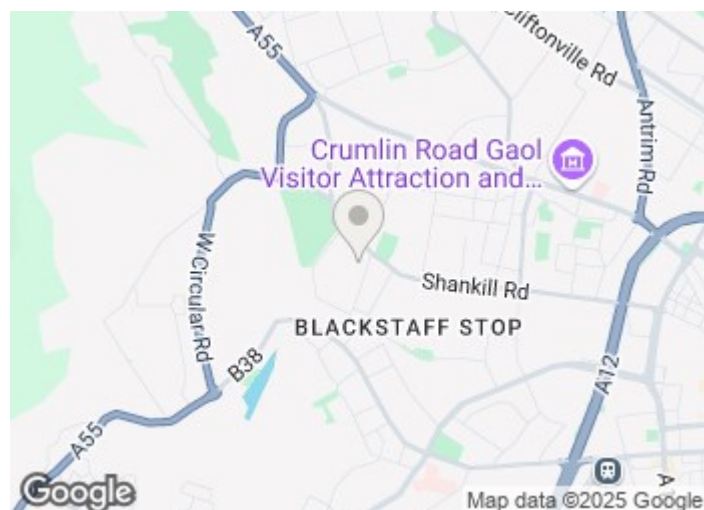 A55
Cliftonville Rd
Antrim Rd
Crumlin Road Gaol
Visitor Attraction and...
W Circular Rd
Shankill Rd
BLACKSTAFF STOP
B38
A12
A55
A
Google
Map data ©2025 Google